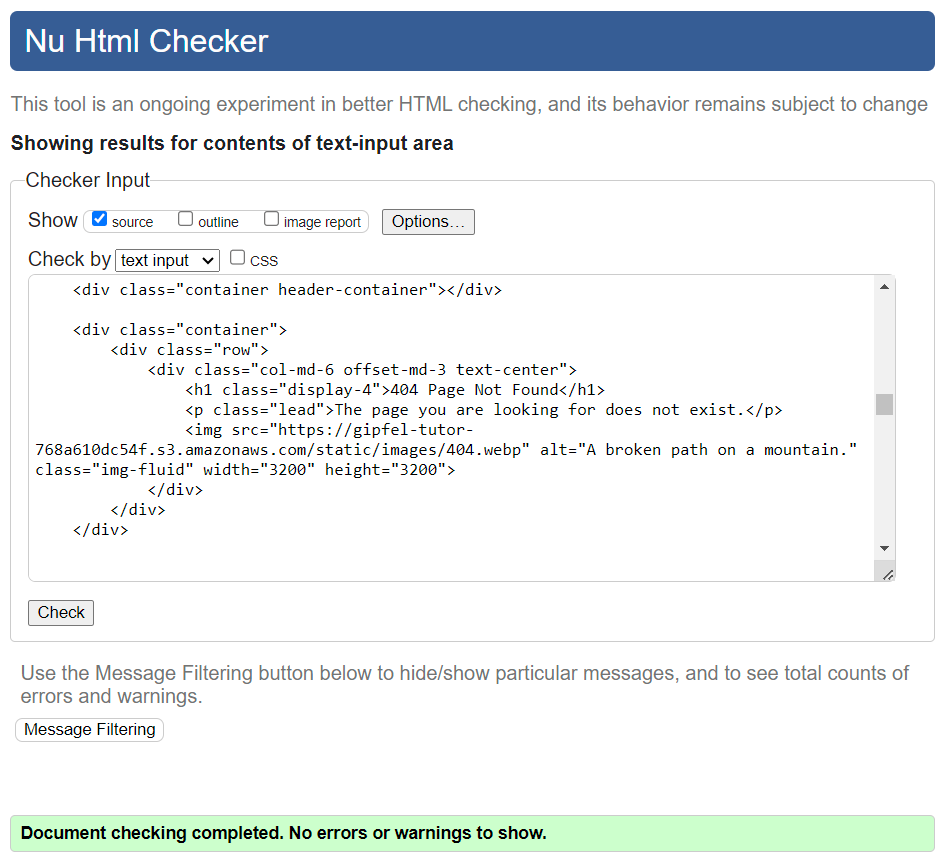 Nu Html Checker
This tool is an ongoing experiment in better HTML checking, and its behavior remains subject to change
Showing results for contents of text-input area
Checker Input
Show source outline image report Options...
Check by text input CSS
<div class="container header-container"></div>
<div class="container">
<div class="row">
<div class="col-md-6 offset-md-3 text-center">
<h1 class="display-4">404 Page Not Found</h1>
<p class="lead">The page you are looking for does not exist.</p>
<img src="https://gipfel-tutor-
768a610dc54f.s3.amazonaws.com/static/images/404.webp" alt="A broken path on a mountain."
class="img-fluid" width="3200" height="3200">
</div>
</div>
</div>
Check
Use the Message Filtering button below to hide/show particular messages, and to see total counts of
errors and warnings.
Message Filtering
Document checking completed. No errors or warnings to show.